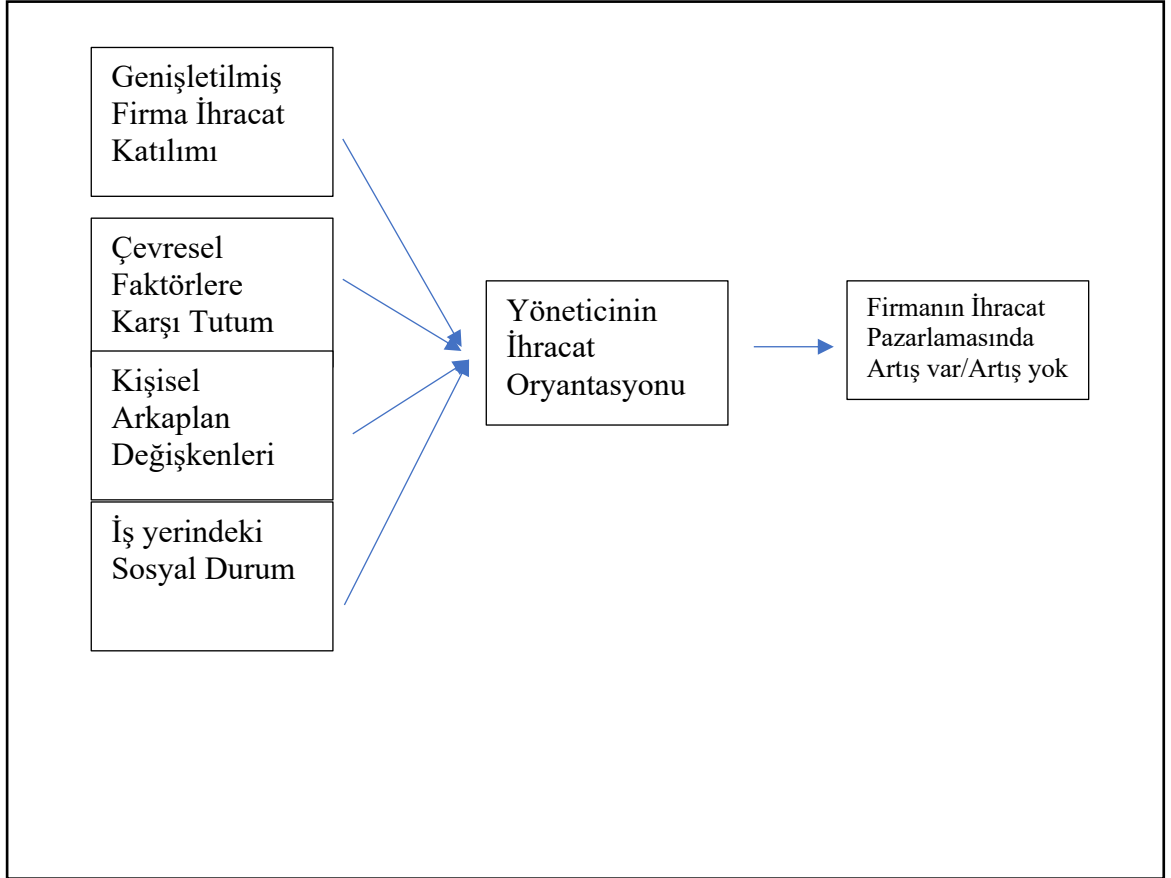 Genişletilmiş
Firma İhracat
Katılımı
Çevresel
Faktörlere
Karşı Tutum
Kişisel
Arkaplan
Değişkenleri
İş yerindeki
Sosyal Durum
Yöneticinin
İhracat
Oryantasyonu
Firmanın İhracat
Pazarlamasında
Artış var/Artış yok